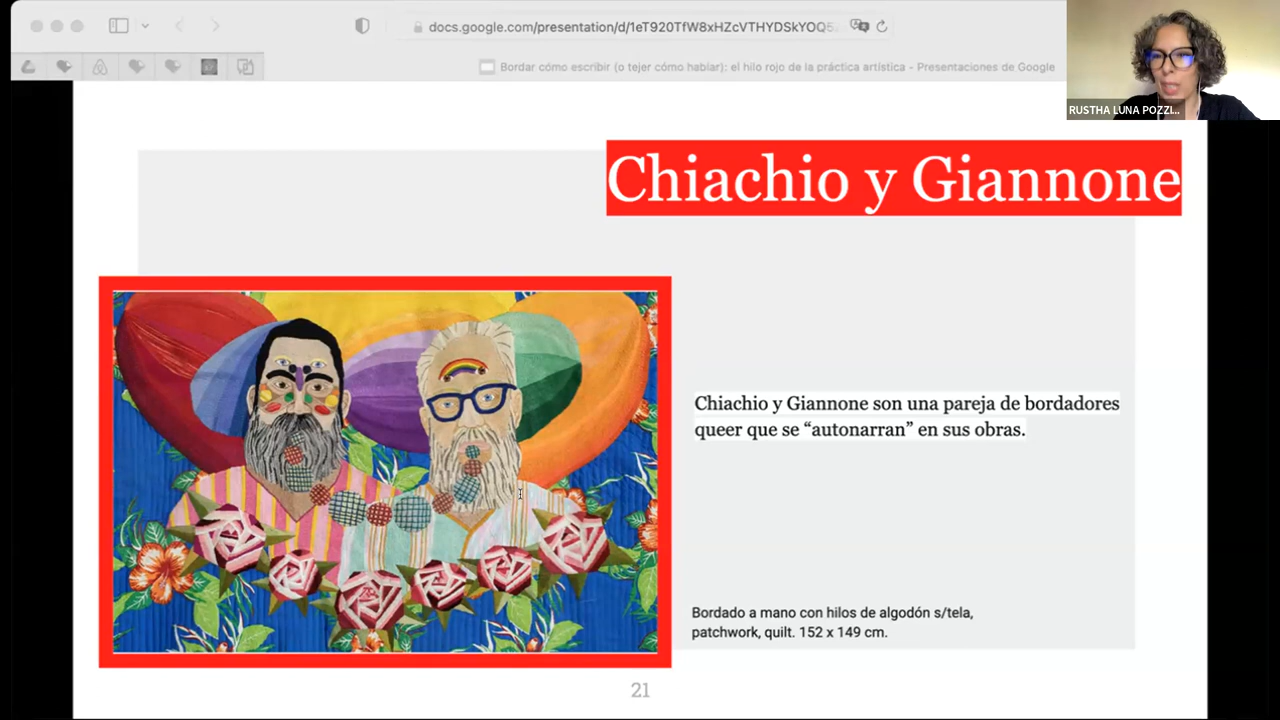 docs.google.com/presentation/d/1eT920TfW8xHZcVTHYDSkYOQ5
Bordar cómo escribir (o tejer cómo hablar): el hilo rojo de la práctica artística - Presentaciones de Google
RUSTHA LUNA POZZI...
Chiachio y Giannone
Chiachio y Giannone son una pareja de bordadores
queer que se “autonarran” en sus obras.
Bordado a mano con hilos de algodón s/tela,
patchwork, quilt. 152 x 149 cm.
21